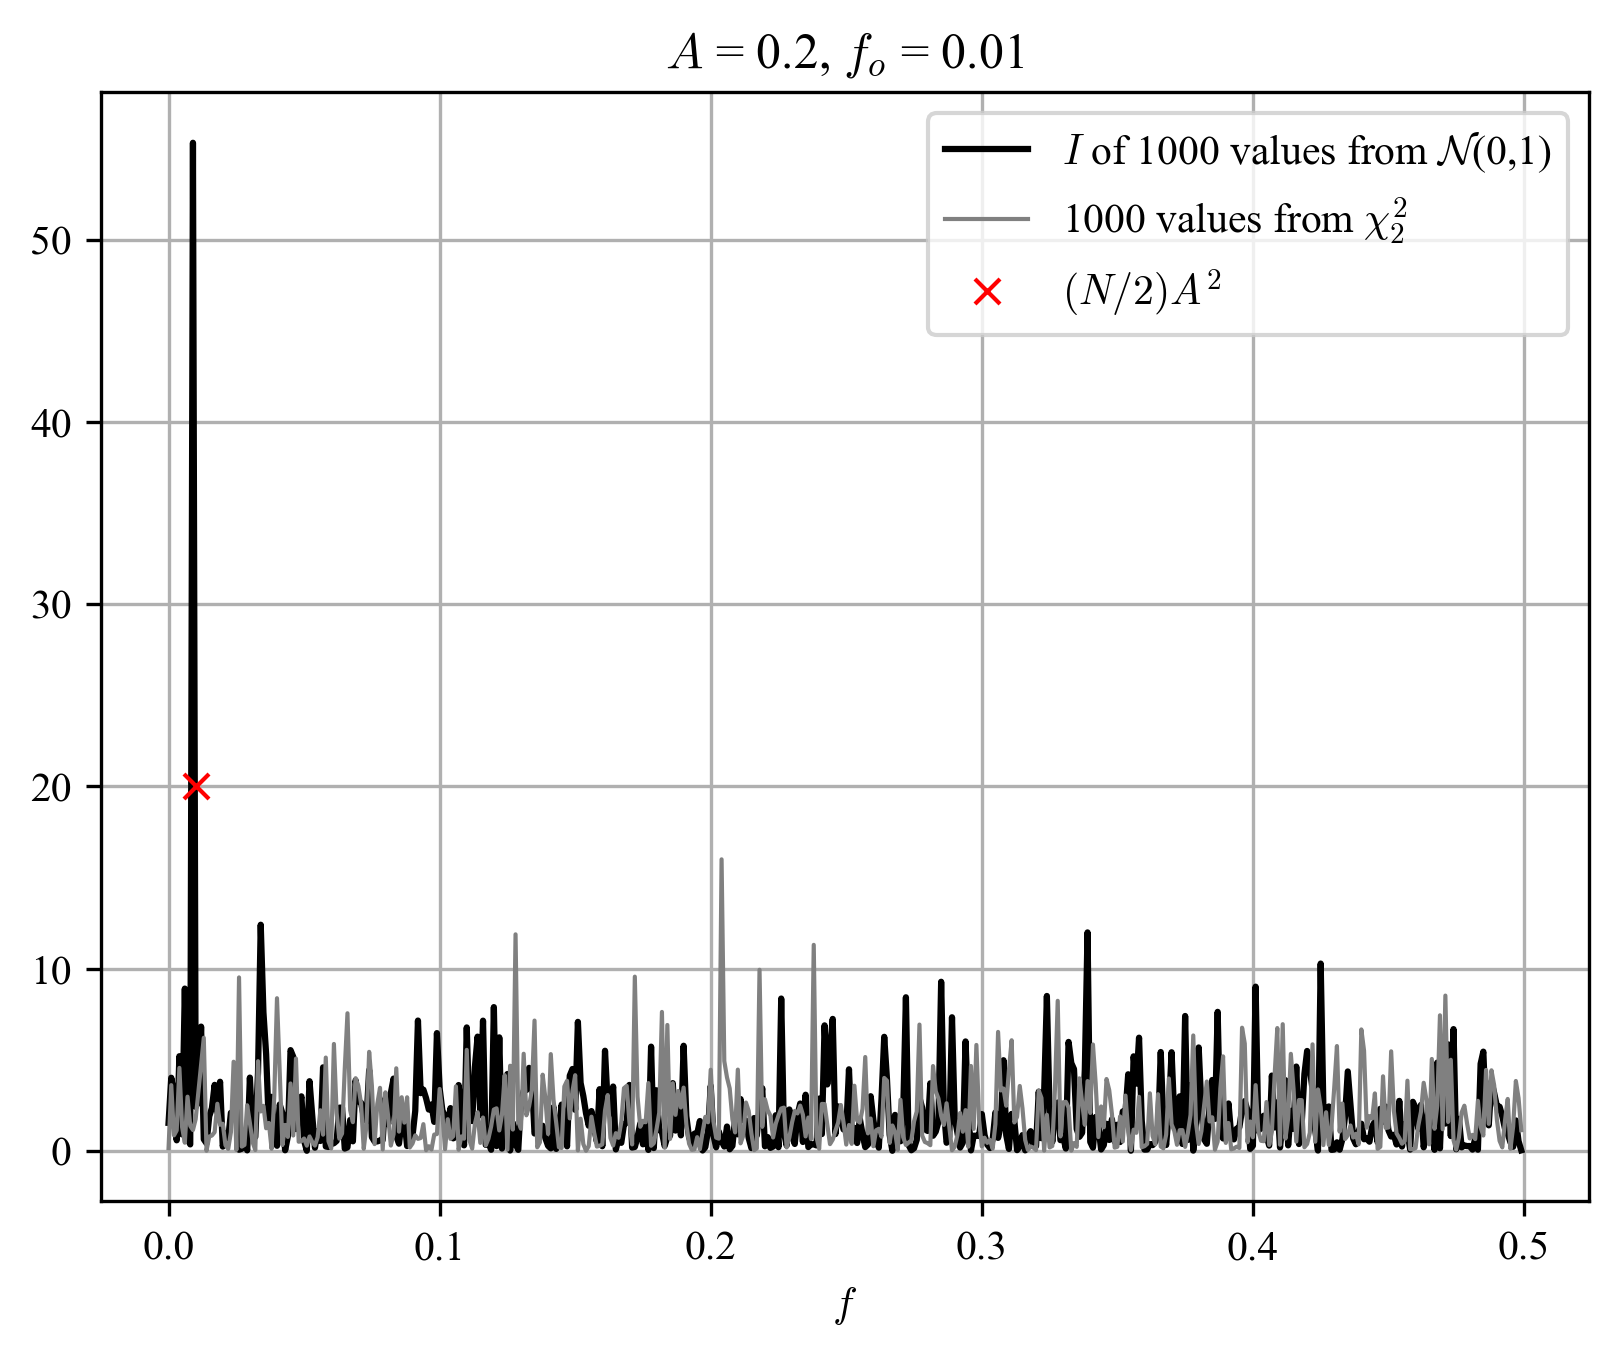 A = 0.2, fₒ = 0.01
I of 1000 values from 𝒩(0,1)
1000 values from χ₂²
(N/2)A²
50
40
30
20
10
0
0.0 0.1 0.2 0.3 0.4 0.5
f